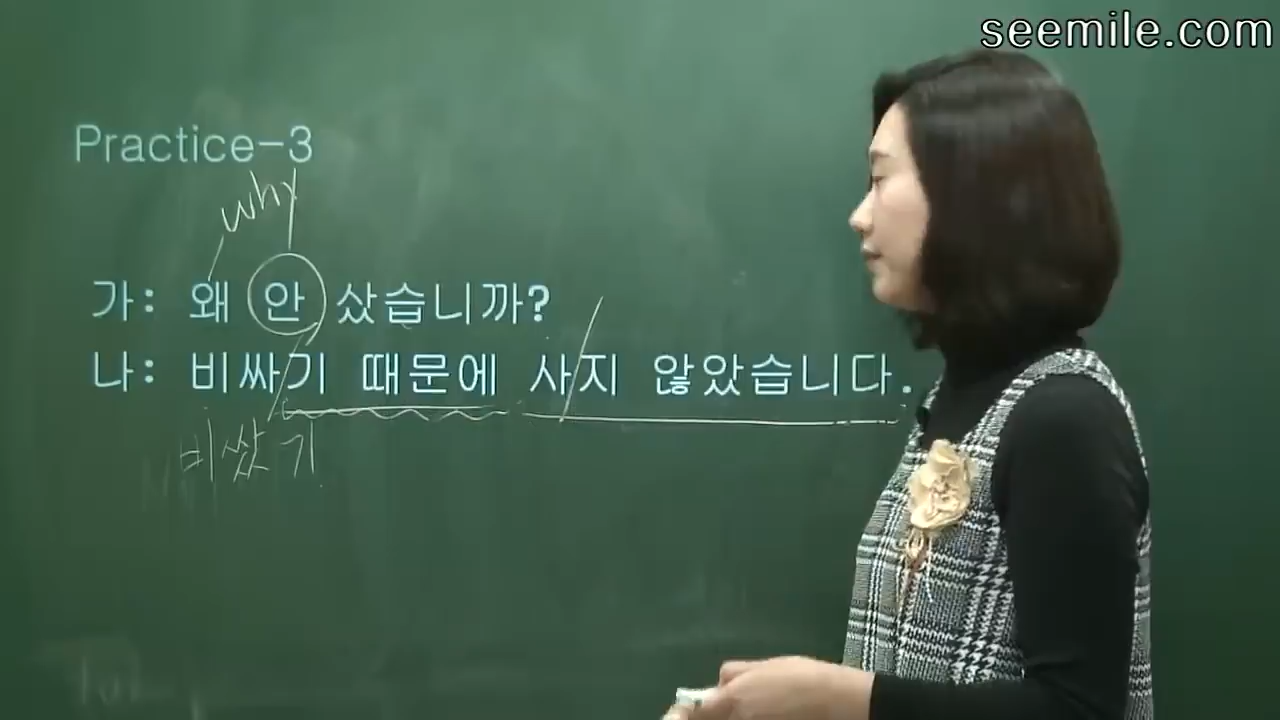 seemile.com
Practice-3
why
가: 왜 안 샀습니까?
나: 비싸기 때문에 사지 않았습니다.
비쌌기